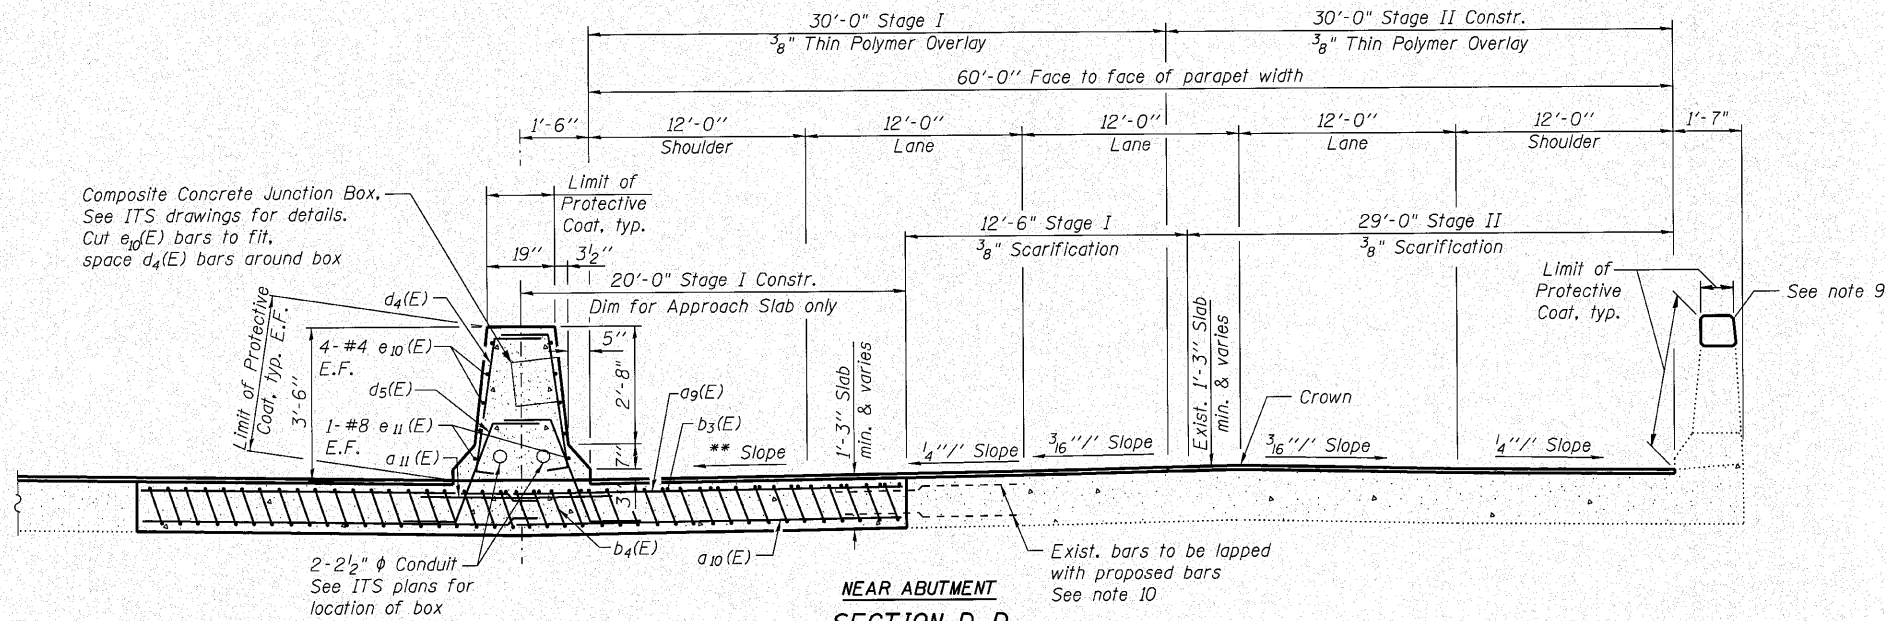 30'-0" Stage I
3/8" Thin Polymer Overlay
30'-0" Stage II Constr.
3/8" Thin Polymer Overlay
60'-0" Face to face of parapet width
1'-6"
12'-0"
Shoulder
12'-0"
Lane
12'-0"
Lane
12'-0"
Lane
12'-0"
Shoulder
1'-7"
Composite Concrete Junction Box,
See ITS drawings for details.
Cut e10(E) bars to fit,
space d4(E) bars around box
Limit of
Protective
Coat, typ.
12'-6" Stage I
3/8" Scarification
29'-0" Stage II
3/8" Scarification
19"
3 1/2"
20'-0" Stage I Constr.
Dim for Approach Slab only
Limit of
Protective
Coat, typ.
See note 9
Limit of Protective
Coat, typ. E.F.
3'-6"
d4(E)
4-#4 e10(E)
E.F.
d5(E)
1-#8 e11(E)
E.F.
a11(E)
5"
2'-8"
7"
3"
a9(E)
b3(E)
** Slope
1'-3" Slab
min. & varies
1/4"/' Slope
3/16"/' Slope
Exist. 1'-3" Slab
min. & varies
Crown
3/16"/' Slope
1/4"/' Slope
2-2 1/2" φ Conduit
See ITS plans for
location of box
b4(E)
a10(E)
Exist. bars to be lapped
with proposed bars
See note 10
NEAR ABUTMENT
SECTION D-D